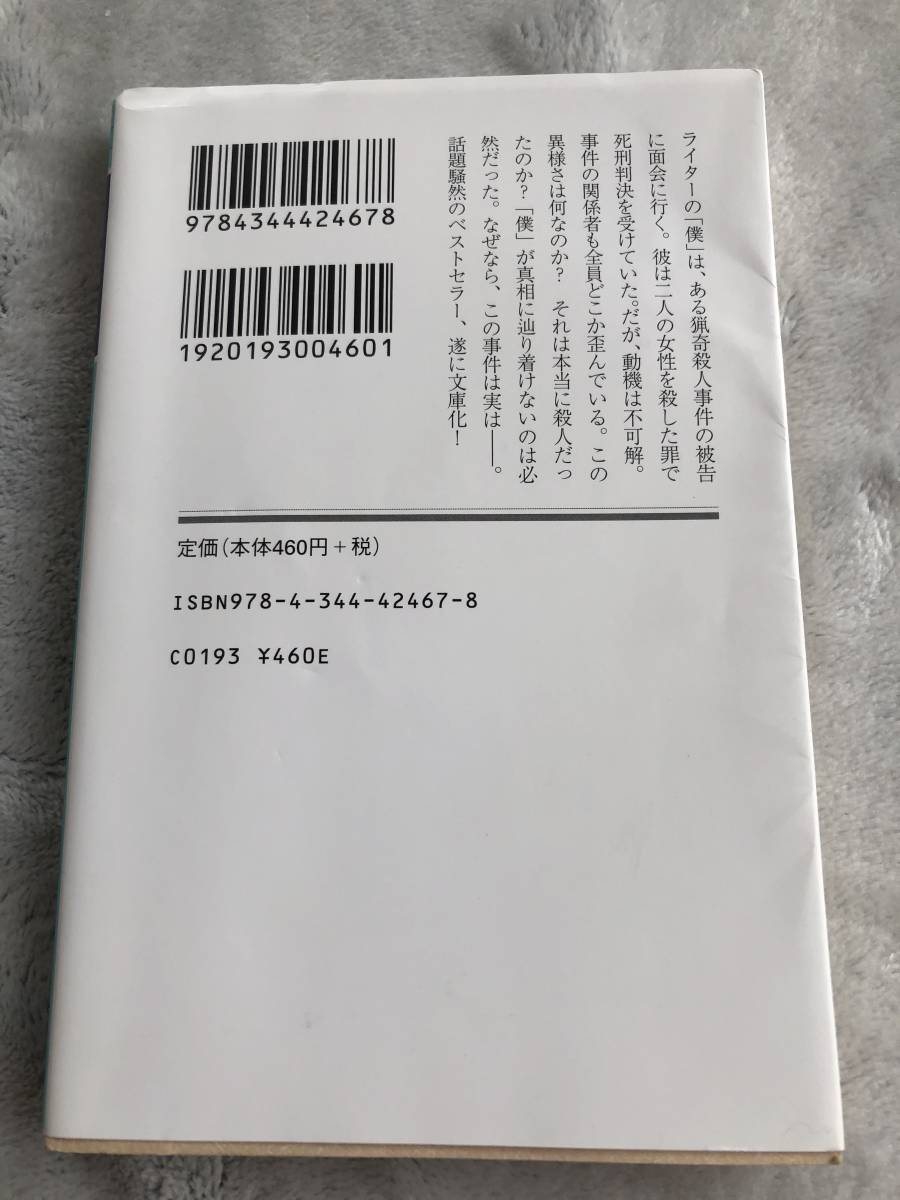 9784344424678
1920193004601
ライターの「僕」は、ある猟奇殺人事件の被告
に面会に行く。彼は二人の女性を殺した罪で
死刑判決を受けていた。だが、動機は不可解。
事件の関係者も全員どこか歪んでいる。この
異様さは何なのか? それは本当に殺人だっ
たのか?「僕」が真相に辿り着けないのは必
然だった。なぜなら、この事件は実は――。
話題騒然のベストセラー、遂に文庫化!
定価(本体460円+税)
ISBN978-4-344-42467-8
C0193 ¥460E